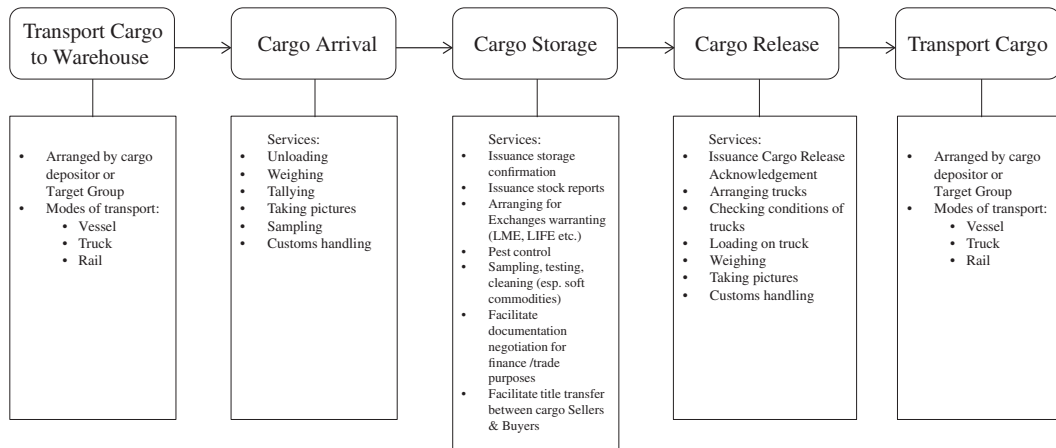 Transport Cargo
to Warehouse
Cargo Arrival
Cargo Storage
Cargo Release
Transport Cargo
• Arranged by cargo
depositor or
Target Group
• Modes of transport:
• Vessel
• Truck
• Rail
Services:
• Unloading
• Weighing
• Tallying
• Taking pictures
• Sampling
• Customs handling
Services:
• Issuance storage
confirmation
• Issuance stock reports
• Arranging for
Exchanges warranting
(LME, LIFE etc.)
• Pest control
• Sampling, testing,
cleaning (esp. soft
commodities)
• Facilitate
documentation
negotiation for
finance /trade
purposes
• Facilitate title transfer
between cargo Sellers
& Buyers
Services:
• Issuance Cargo Release
Acknowledgement
• Arranging trucks
• Checking conditions of
trucks
• Loading on truck
• Weighing
• Taking pictures
• Customs handling
• Arranged by cargo
depositor or
Target Group
• Modes of transport:
• Vessel
• Truck
• Rail